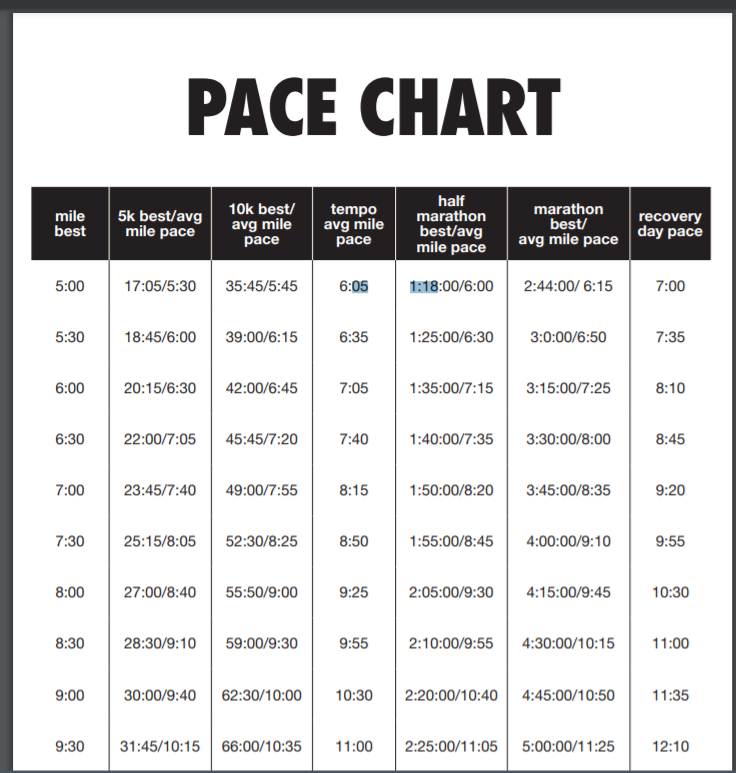 PACE CHART
mile best | 5k best/avg mile pace | 10k best/ avg mile pace | tempo avg mile pace | half marathon best/avg mile pace | marathon best/ avg mile pace | recovery day pace
5:00 17:05/5:30 35:45/5:45 6:05 1:18:00/6:00 2:44:00/ 6:15 7:00
5:30 18:45/6:00 39:00/6:15 6:35 1:25:00/6:30 3:0:00/6:50 7:35
6:00 20:15/6:30 42:00/6:45 7:05 1:35:00/7:15 3:15:00/7:25 8:10
6:30 22:00/7:05 45:45/7:20 7:40 1:40:00/7:35 3:30:00/8:00 8:45
7:00 23:45/7:40 49:00/7:55 8:15 1:50:00/8:20 3:45:00/8:35 9:20
7:30 25:15/8:05 52:30/8:25 8:50 1:55:00/8:45 4:00:00/9:10 9:55
8:00 27:00/8:40 55:50/9:00 9:25 2:05:00/9:30 4:15:00/9:45 10:30
8:30 28:30/9:10 59:00/9:30 9:55 2:10:00/9:55 4:30:00/10:15 11:00
9:00 30:00/9:40 62:30/10:00 10:30 2:20:00/10:40 4:45:00/10:50 11:35
9:30 31:45/10:15 66:00/10:35 11:00 2:25:00/11:05 5:00:00/11:25 12:10